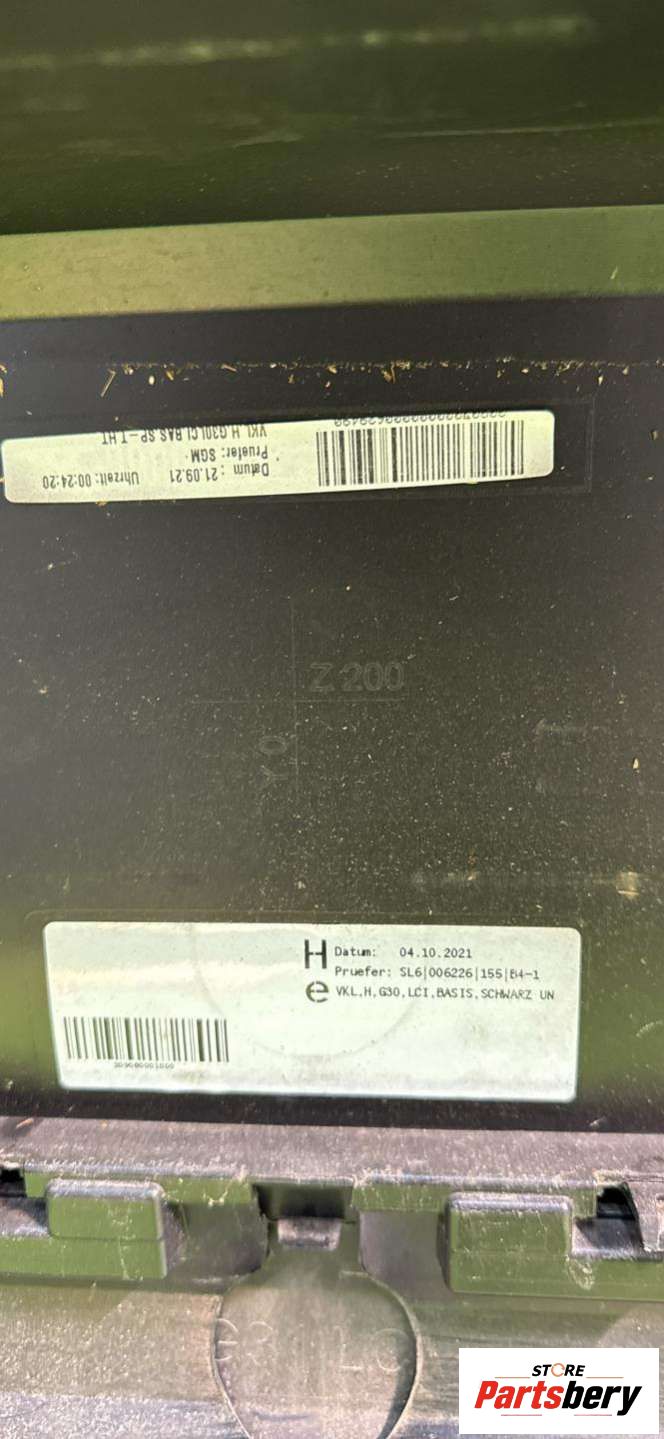 Datum : 21.09.21 Uhrzeit: 00:24:20
Pruefer: SGM
VKL,H,G30LCI,BAS,SP-T,HT
Z 200
Y 0
H Datum: 04.10.2021
Pruefer: SL6|006226|155|B4-1
e VKL,H,G30,LCI,BASIS,SCHWARZ UN
STORE
Partsbery